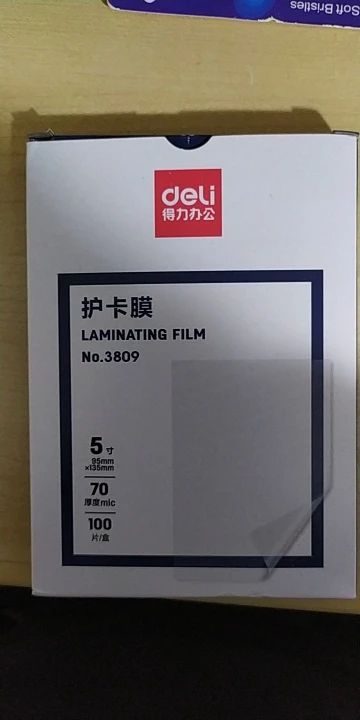 Soft Bristles
deli
得力办公
护卡膜
LAMINATING FILM
No.3809
5寸
95mm
×135mm
70
厚度mic
100
片/盒